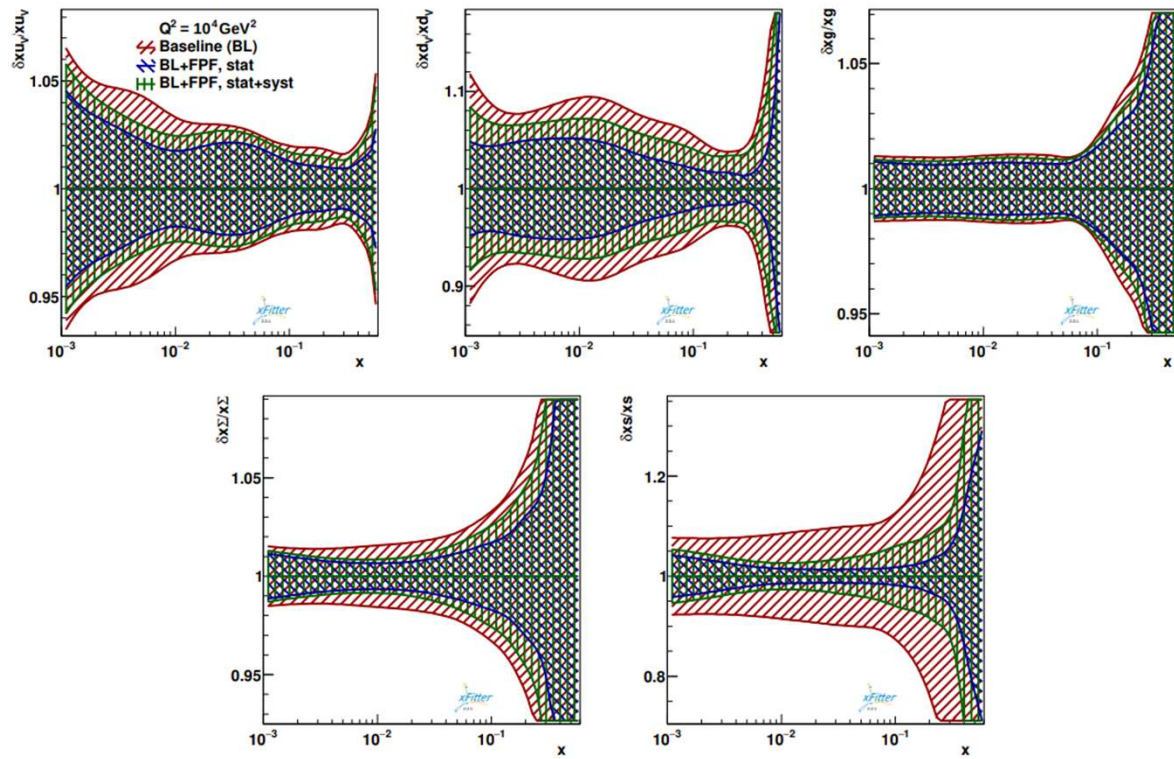 δxu_V/xu_V
Q² = 10⁴ GeV²
Baseline (BL)
BL+FPF, stat
BL+FPF, stat+syst
1.05
1
0.95
10⁻³ 10⁻² 10⁻¹
x
xFitter
δxd_V/xd_V
1.1
1
0.9
10⁻³ 10⁻² 10⁻¹
x
xFitter
δxg/xg
1.05
1
0.95
10⁻³ 10⁻² 10⁻¹
x
xFitter
δxΣ/xΣ
1.05
1
0.95
10⁻³ 10⁻² 10⁻¹
x
xFitter
δxs/xs
1.2
1
0.8
10⁻³ 10⁻² 10⁻¹
x
xFitter